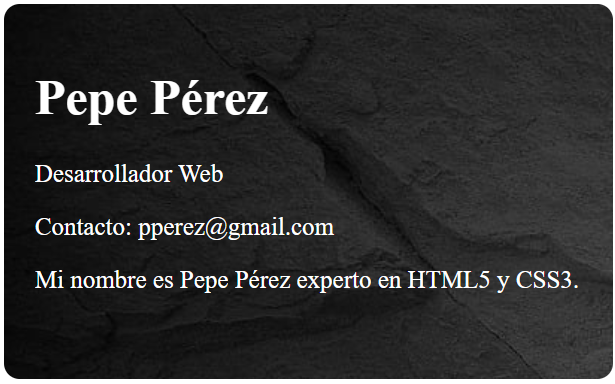 Pepe Pérez
Desarrollador Web
Contacto: pperez@gmail.com
Mi nombre es Pepe Pérez experto en HTML5 y CSS3.